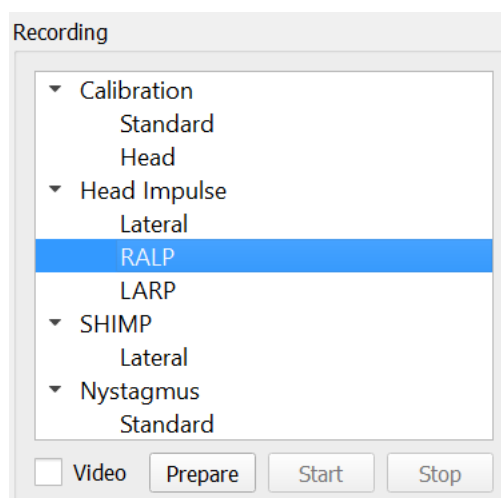 Recording
Calibration
Standard
Head
Head Impulse
Lateral
RALP
LARP
SHIMP
Lateral
Nystagmus
Standard
Video Prepare Start Stop